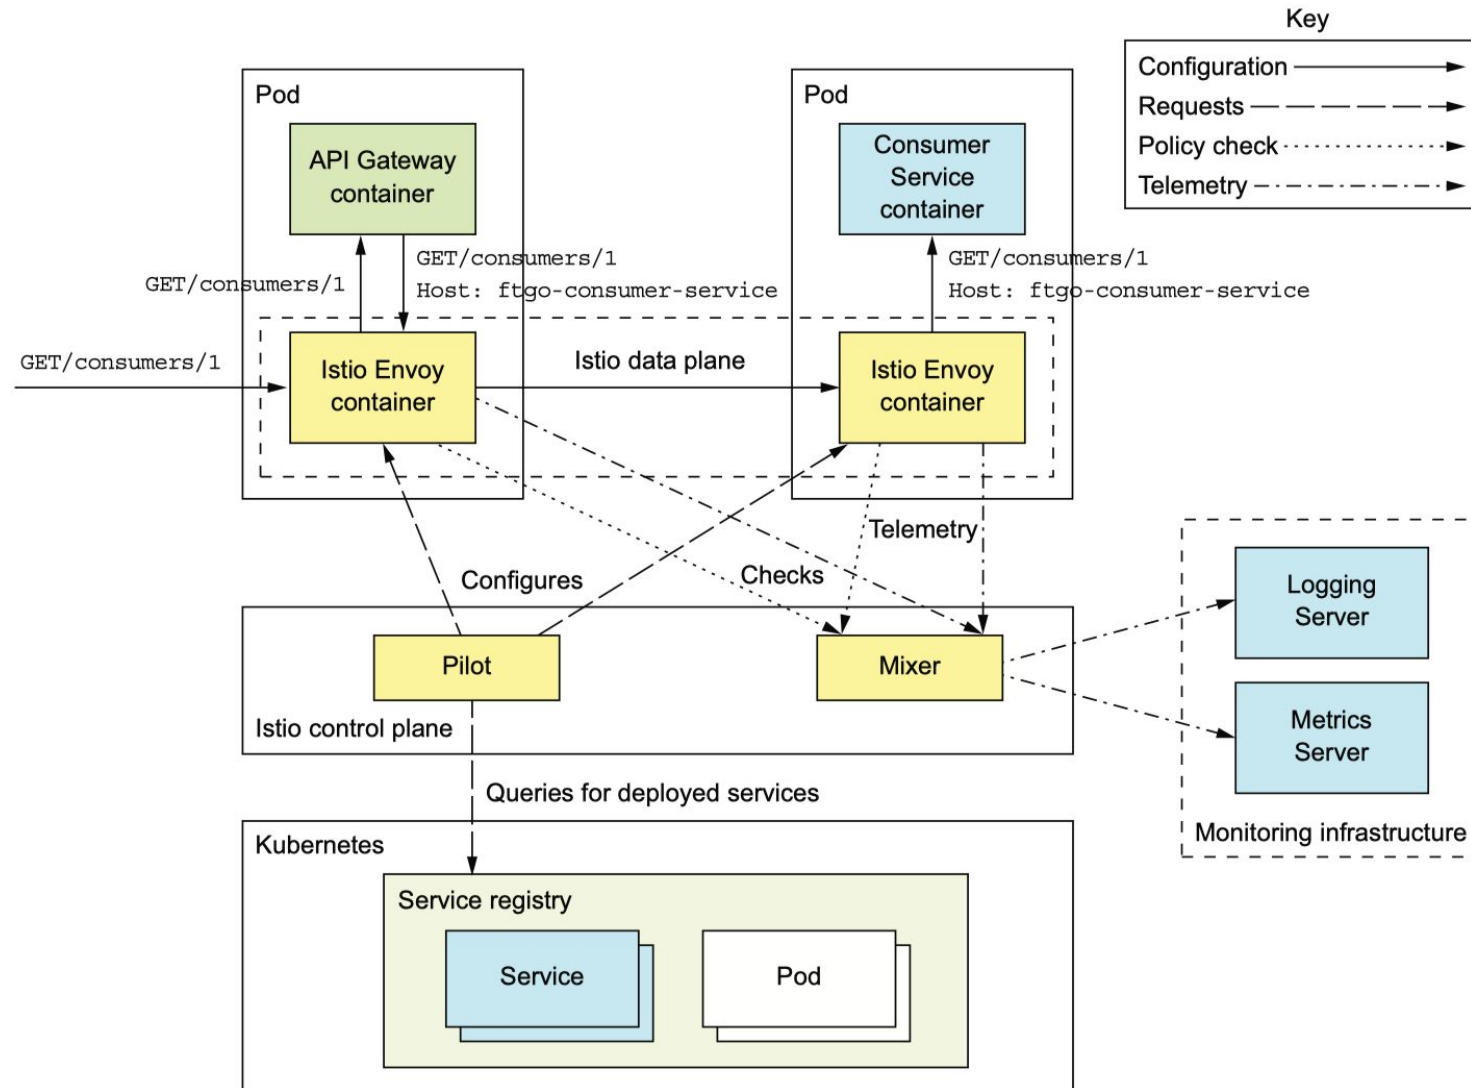 Key
Configuration
Requests
Policy check
Telemetry
Pod
API Gateway
container
Pod
Consumer
Service
container
GET/consumers/1
GET/consumers/1
Host: ftgo-consumer-service
GET/consumers/1
Host: ftgo-consumer-service
GET/consumers/1
Istio Envoy
container
Istio data plane
Istio Envoy
container
Telemetry
Configures
Checks
Pilot
Mixer
Istio control plane
Logging
Server
Metrics
Server
Monitoring infrastructure
Queries for deployed services
Kubernetes
Service registry
Service
Pod